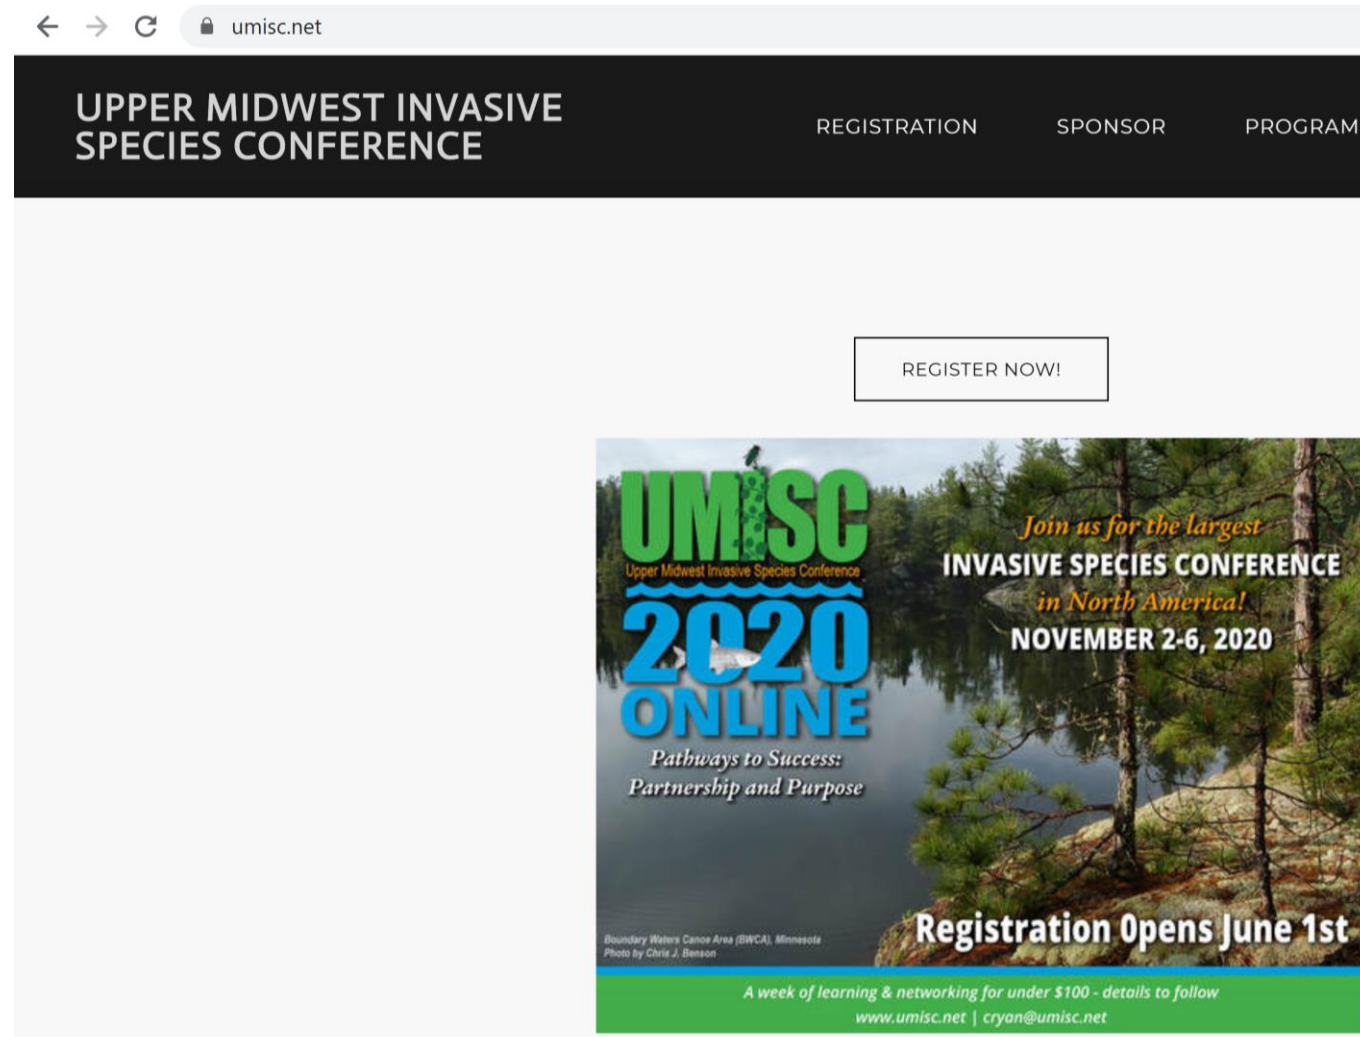 umisc.net
UPPER MIDWEST INVASIVE
SPECIES CONFERENCE
REGISTRATION
SPONSOR
PROGRAM
REGISTER NOW!
UMISC
Upper Midwest Invasive Species Conference
2020
ONLINE
Pathways to Success:
Partnership and Purpose
Join us for the largest
INVASIVE SPECIES CONFERENCE
in North America!
NOVEMBER 2-6, 2020
Registration Opens June 1st
Boundary Waters Canoe Area (BWCA), Minnesota
Photo by Chris J. Benson
A week of learning & networking for under $100 - details to follow
www.umisc.net | cryan@umisc.net